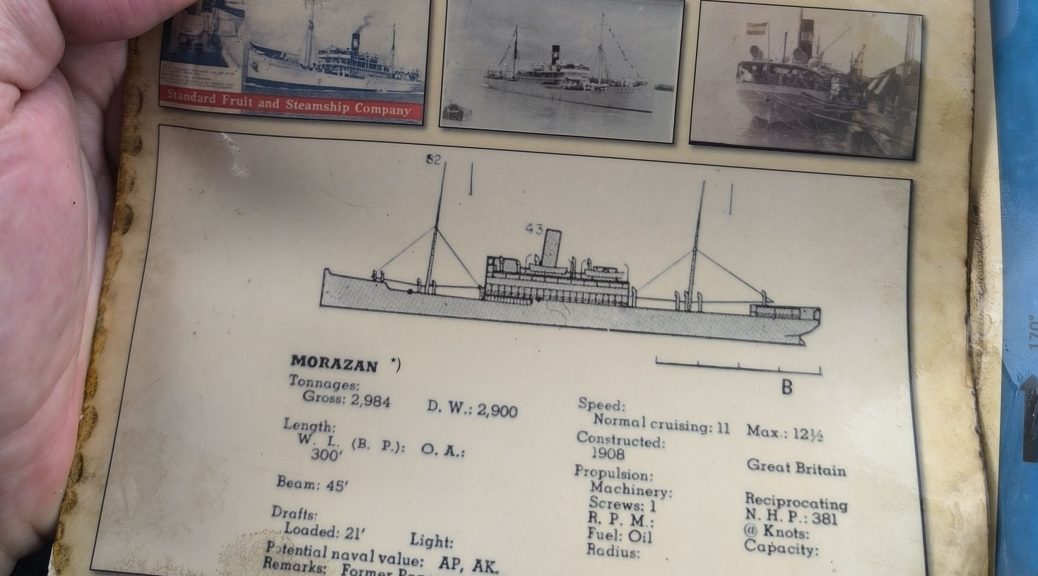 Standard Fruit and Steamship Company
82
43
B
MORAZAN *)
Tonnages:
Gross: 2,984 D. W.: 2,900
Length:
W. L. (B. P.): O. A.:
300'
Beam: 45'
Drafts:
Loaded: 21' Light:
Potential naval value: AP, AK.
Remarks: Former
Speed:
Normal cruising: 11 Max.: 12½
Constructed:
1908 Great Britain
Propulsion:
Machinery: Reciprocating
Screws: 1 N. H. P.: 381
R. P. M.: @ Knots:
Fuel: Oil Capacity:
Radius:
170°